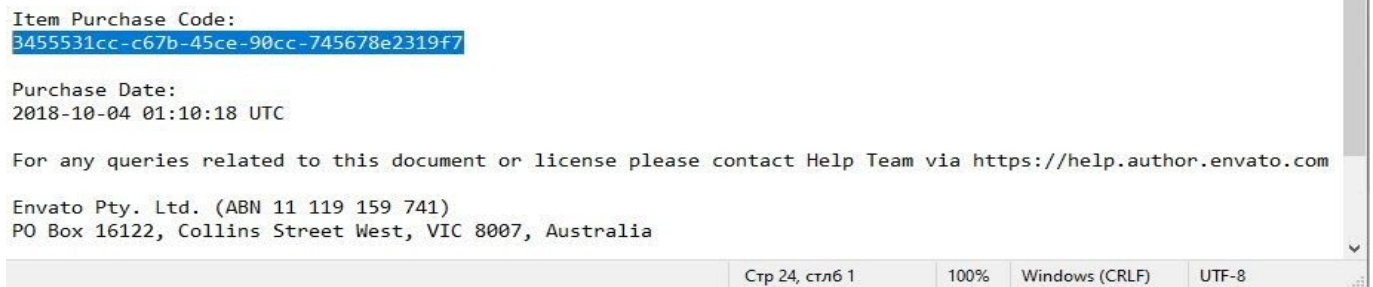 Item Purchase Code:
3455531cc-c67b-45ce-90cc-745678e2319f7
Purchase Date:
2018-10-04 01:10:18 UTC
For any queries related to this document or license please contact Help Team via https://help.author.envato.com
Envato Pty. Ltd. (ABN 11 119 159 741)
PO Box 16122, Collins Street West, VIC 8007, Australia
Стр 24, стлб 1 100% Windows (CRLF) UTF-8